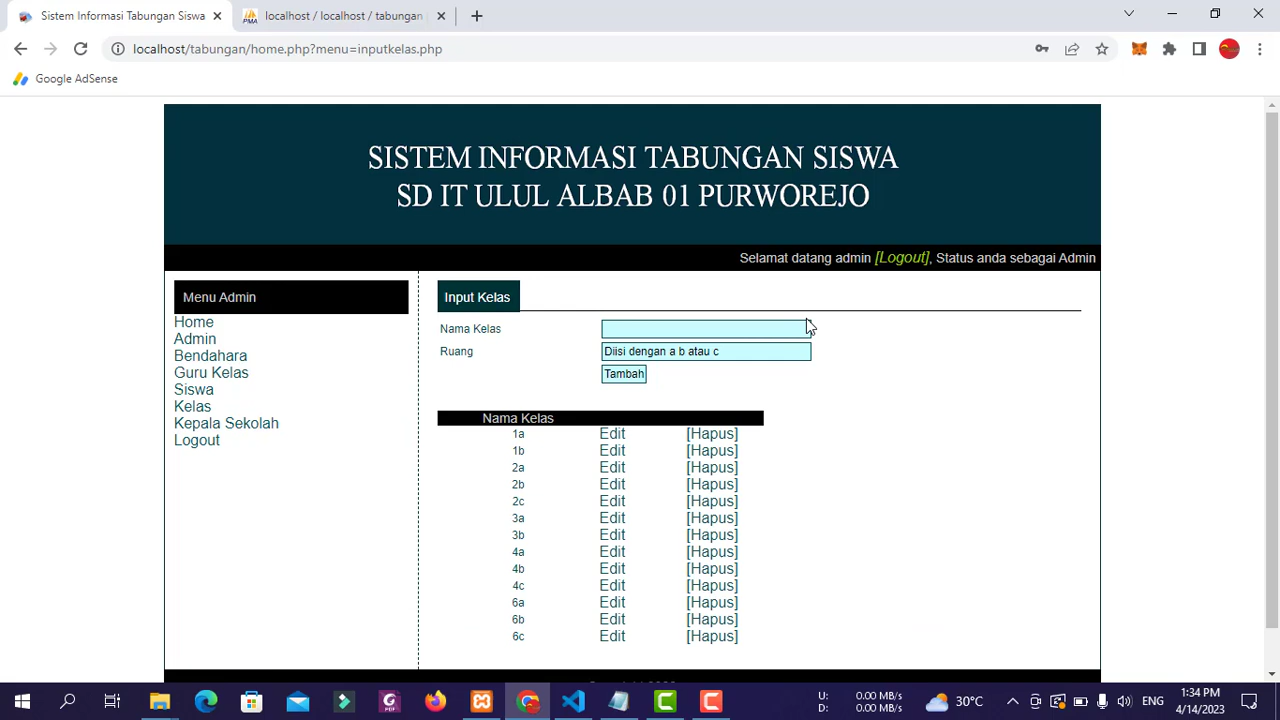 Sistem Informasi Tabungan Siswa
localhost / localhost / tabungan
localhost/tabungan/home.php?menu=inputkelas.php
Google AdSense
SISTEM INFORMASI TABUNGAN SISWA
SD IT ULUL ALBAB 01 PURWOREJO
Selamat datang admin [Logout], Status anda sebagai Admin
Menu Admin
Home
Admin
Bendahara
Guru Kelas
Siswa
Kelas
Kepala Sekolah
Logout
Input Kelas
Nama Kelas
Ruang Diisi dengan a b atau c
Tambah
Nama Kelas
1a Edit [Hapus]
1b Edit [Hapus]
2a Edit [Hapus]
2b Edit [Hapus]
2c Edit [Hapus]
3a Edit [Hapus]
3b Edit [Hapus]
4a Edit [Hapus]
4b Edit [Hapus]
4c Edit [Hapus]
6a Edit [Hapus]
6b Edit [Hapus]
6c Edit [Hapus]
U: 0.00 MB/s
D: 0.00 MB/s
30°C
ENG
1:34 PM
4/14/2023